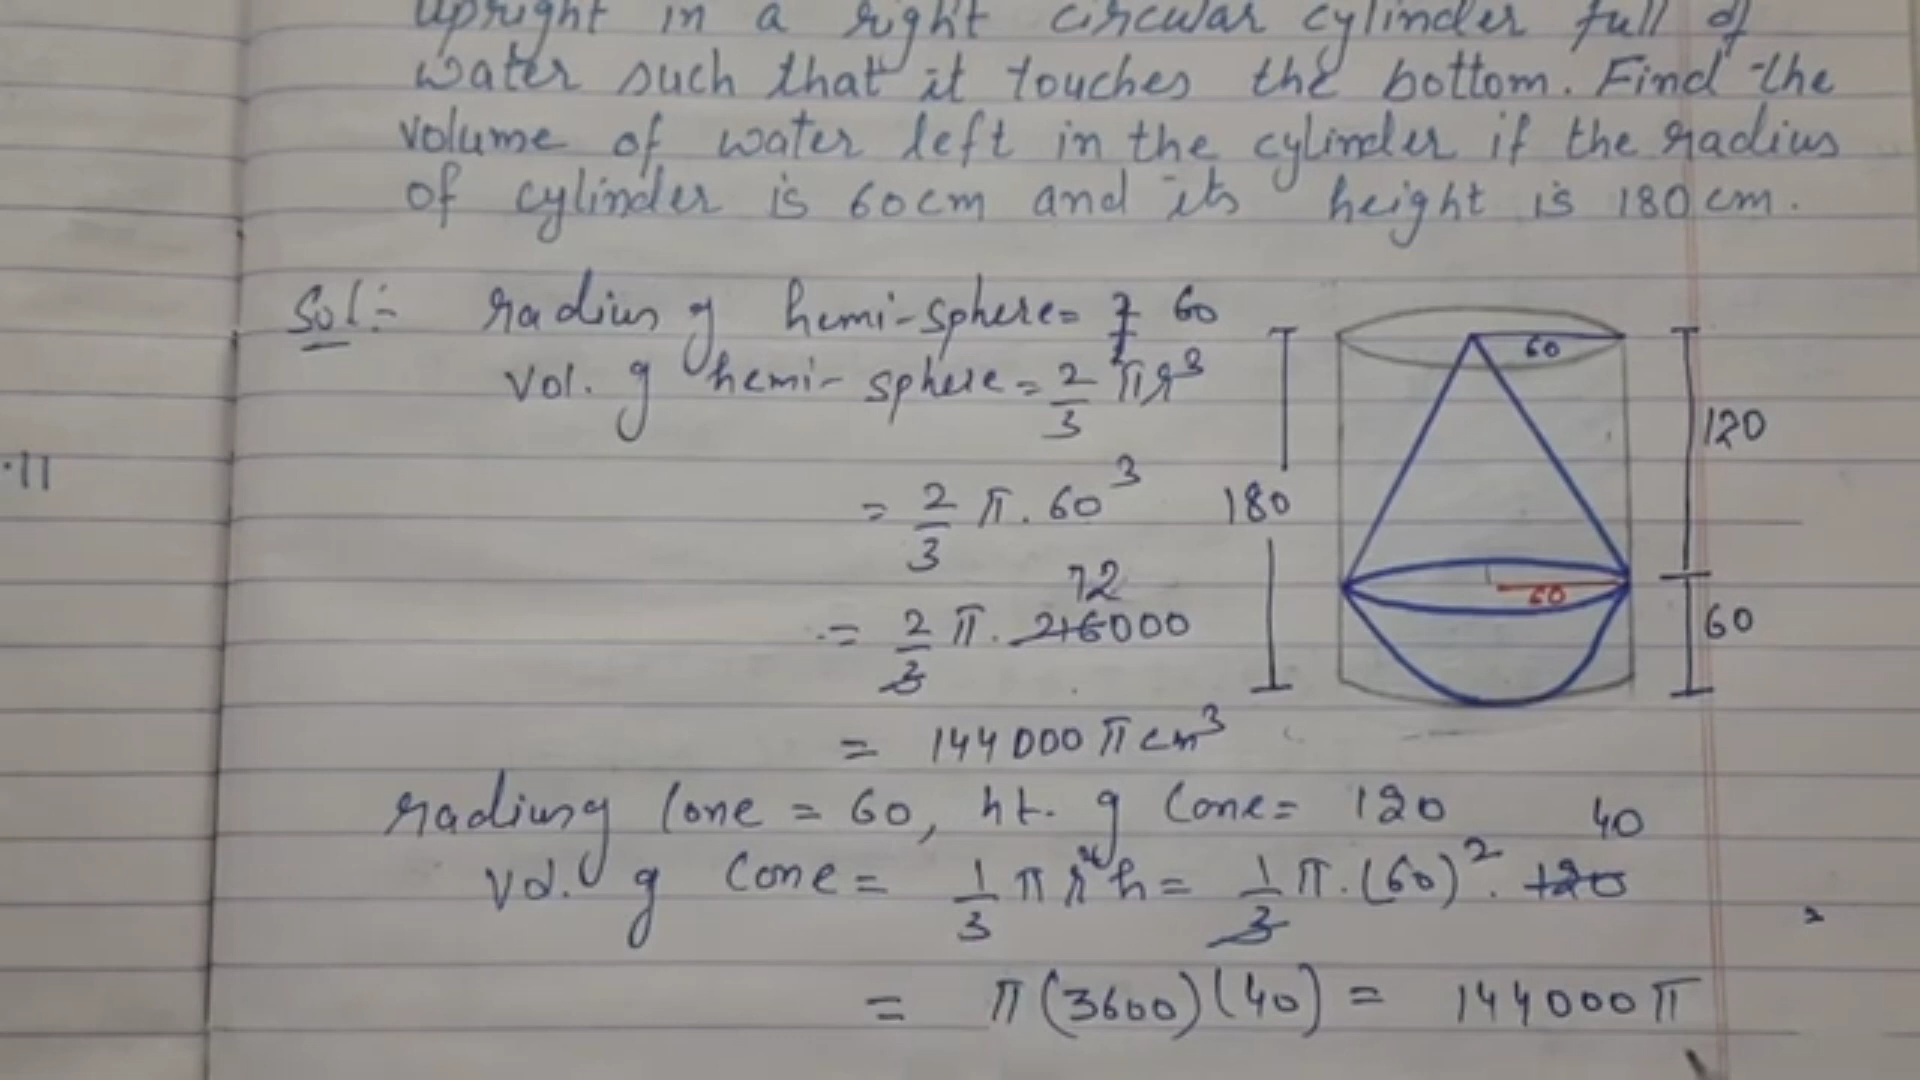 upright in a right circular cylinder full of
water such that it touches the bottom. Find the
volume of water left in the cylinder if the radius
of cylinder is 60cm and its height is 180cm.
Sol:- radius of hemi-sphere= 60
vol. of hemi-sphere = 2/3 πr³
= 2/3 π. 60³
72
= 2/3 π. 216000
= 144000 π cm³
60
180
120
60
60
·11
radius of Cone = 60, ht. of Cone= 120
40
vol. of Cone = 1/3 πr²h = 1/3 π.(60)². 120
= π(3600)(40) = 144000π